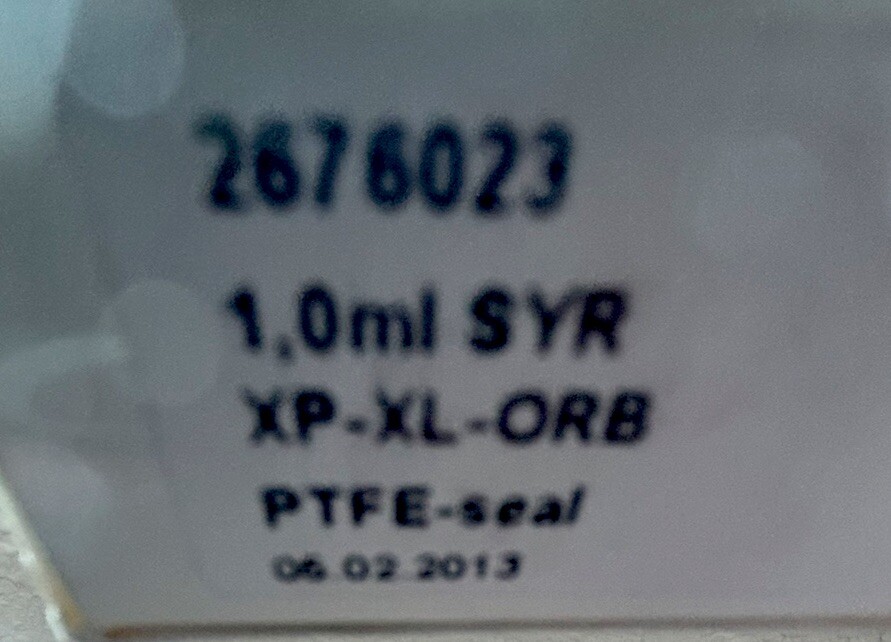 2676023
1,0ml SYR
XP-XL-ORB
PTFE-seal
06.02.2013